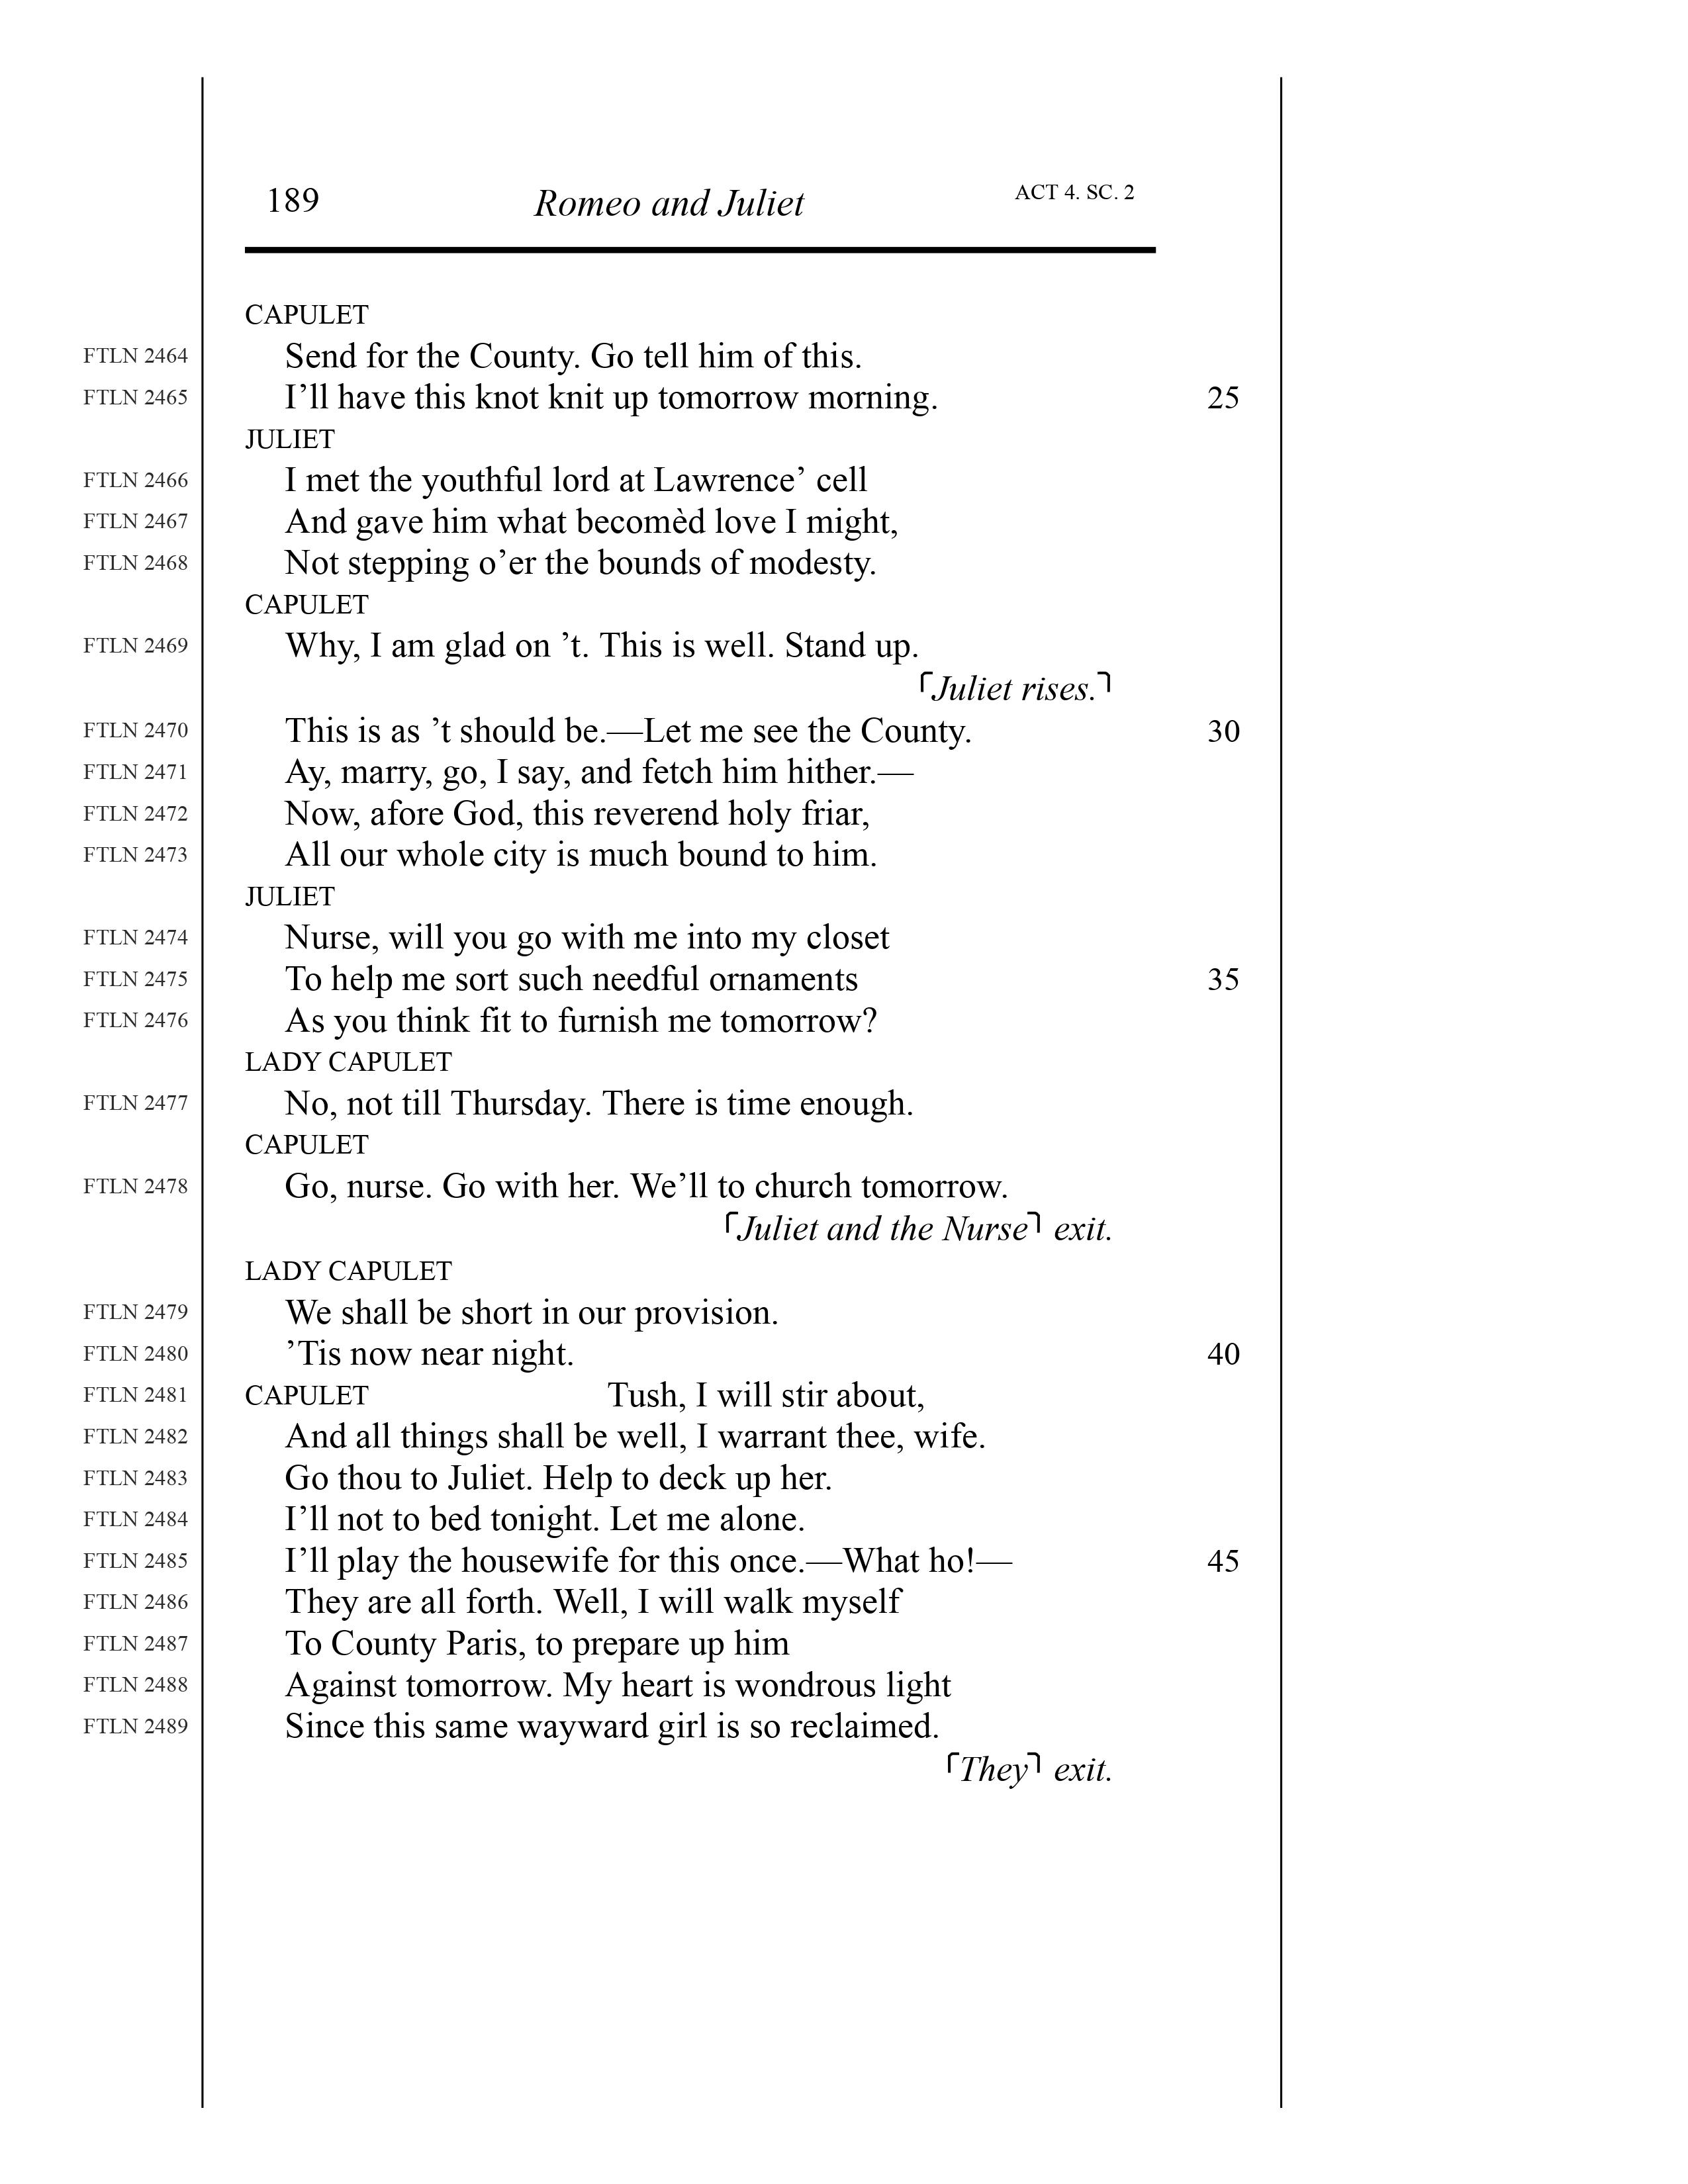 189 Romeo and Juliet ACT 4. SC. 2
CAPULET
FTLN 2464 Send for the County. Go tell him of this.
FTLN 2465 I’ll have this knot knit up tomorrow morning. 25
JULIET
FTLN 2466 I met the youthful lord at Lawrence’ cell
FTLN 2467 And gave him what becomèd love I might,
FTLN 2468 Not stepping o’er the bounds of modesty.
CAPULET
FTLN 2469 Why, I am glad on ’t. This is well. Stand up.
⌜Juliet rises.⌝
FTLN 2470 This is as ’t should be.—Let me see the County. 30
FTLN 2471 Ay, marry, go, I say, and fetch him hither.—
FTLN 2472 Now, afore God, this reverend holy friar,
FTLN 2473 All our whole city is much bound to him.
JULIET
FTLN 2474 Nurse, will you go with me into my closet
FTLN 2475 To help me sort such needful ornaments 35
FTLN 2476 As you think fit to furnish me tomorrow?
LADY CAPULET
FTLN 2477 No, not till Thursday. There is time enough.
CAPULET
FTLN 2478 Go, nurse. Go with her. We’ll to church tomorrow.
⌜Juliet and the Nurse⌝ exit.
LADY CAPULET
FTLN 2479 We shall be short in our provision.
FTLN 2480 ’Tis now near night. 40
FTLN 2481 CAPULET Tush, I will stir about,
FTLN 2482 And all things shall be well, I warrant thee, wife.
FTLN 2483 Go thou to Juliet. Help to deck up her.
FTLN 2484 I’ll not to bed tonight. Let me alone.
FTLN 2485 I’ll play the housewife for this once.—What ho!— 45
FTLN 2486 They are all forth. Well, I will walk myself
FTLN 2487 To County Paris, to prepare up him
FTLN 2488 Against tomorrow. My heart is wondrous light
FTLN 2489 Since this same wayward girl is so reclaimed.
⌜They⌝ exit.